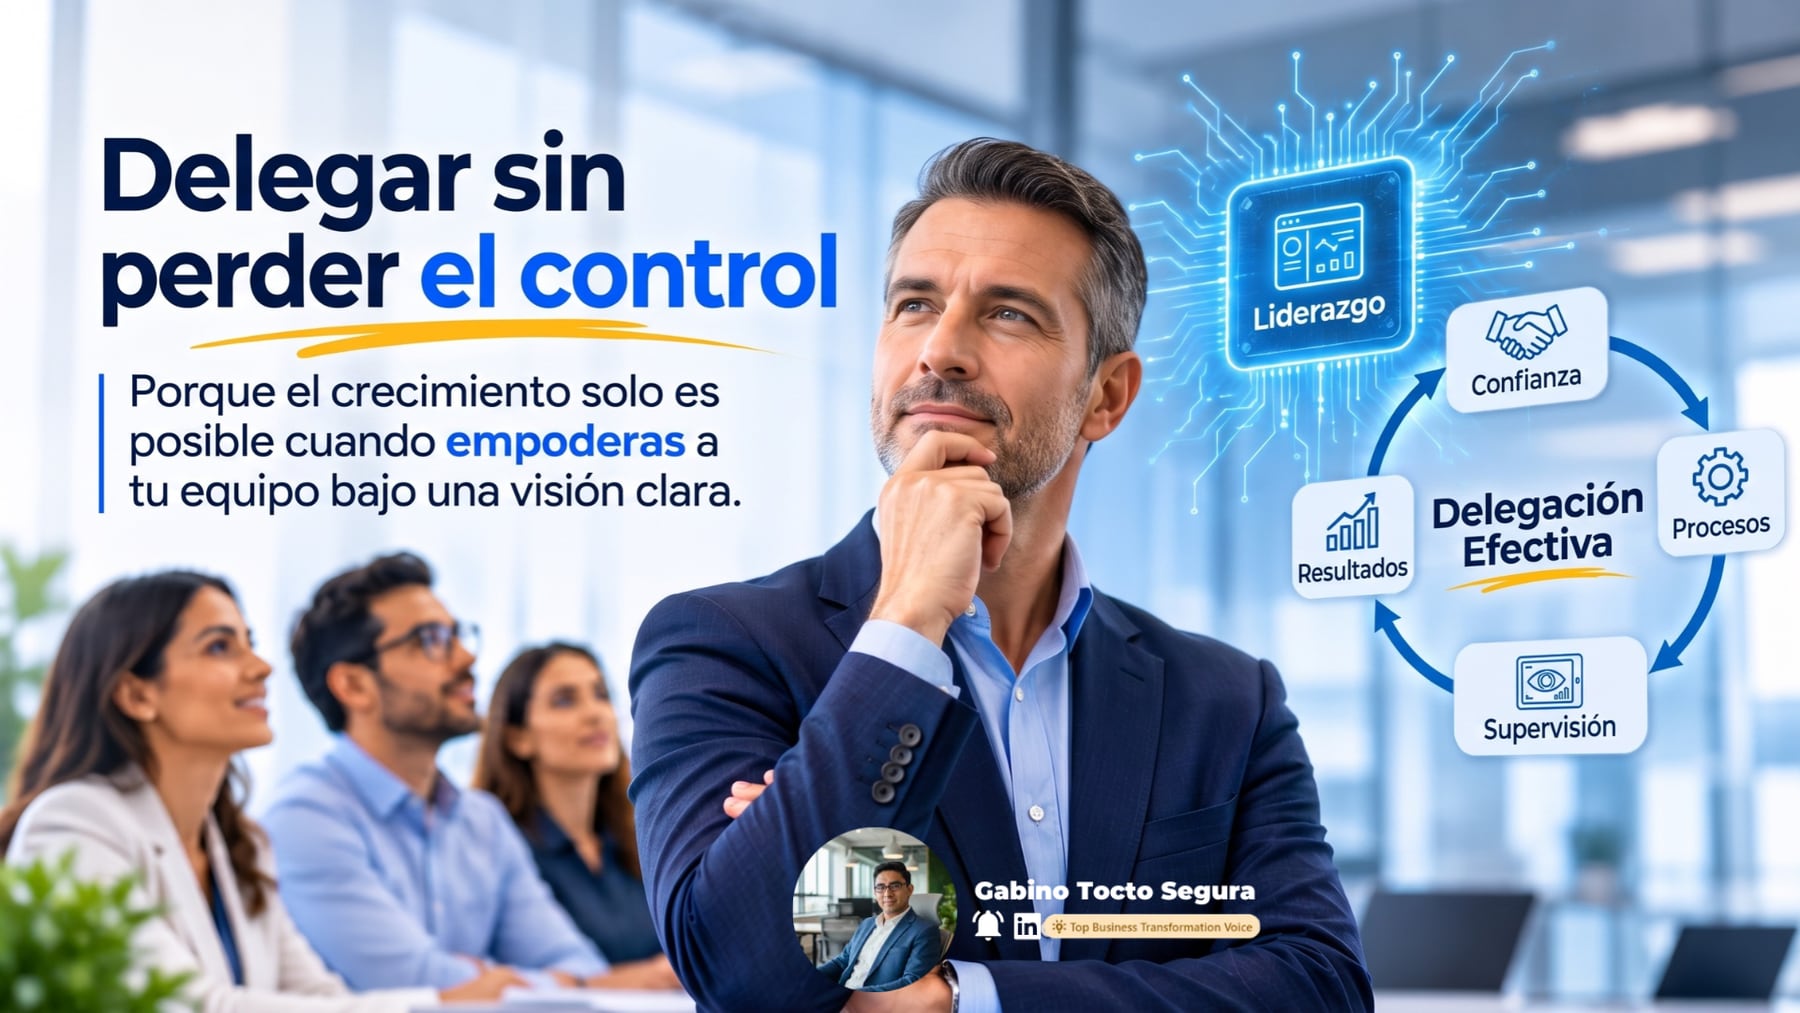 Delegar sin
perder el control
Porque el crecimiento solo es
posible cuando empoderas a
tu equipo bajo una visión clara.
Liderazgo
Confianza
Procesos
Delegación
Efectiva
Resultados
Supervisión
Gabino Tocto Segura
in
Top Business Transformation Voice